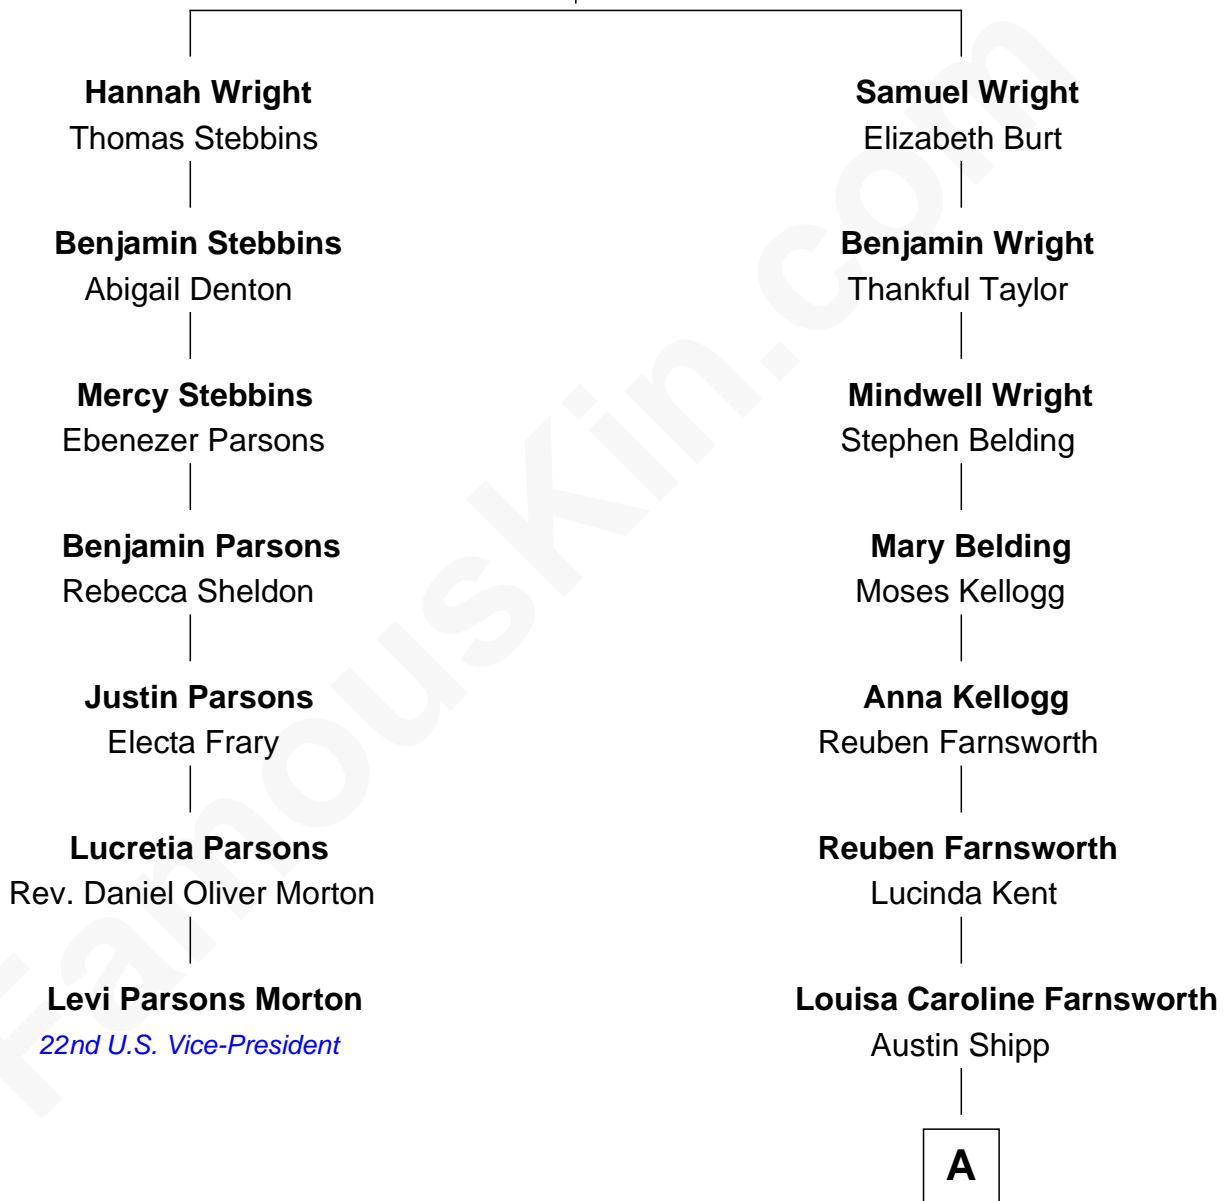 Hannah Wright
Thomas Stebbins
Samuel Wright
Elizabeth Burt
Benjamin Stebbins
Abigail Denton
Benjamin Wright
Thankful Taylor
Mercy Stebbins
Ebenezer Parsons
Mindwell Wright
Stephen Belding
Benjamin Parsons
Rebecca Sheldon
Mary Belding
Moses Kellogg
Justin Parsons
Electa Frary
Anna Kellogg
Reuben Farnsworth
Lucretia Parsons
Rev. Daniel Oliver Morton
Reuben Farnsworth
Lucinda Kent
Levi Parsons Morton
22nd U.S. Vice-President
Louisa Caroline Farnsworth
Austin Shipp
A
FamousKin.com